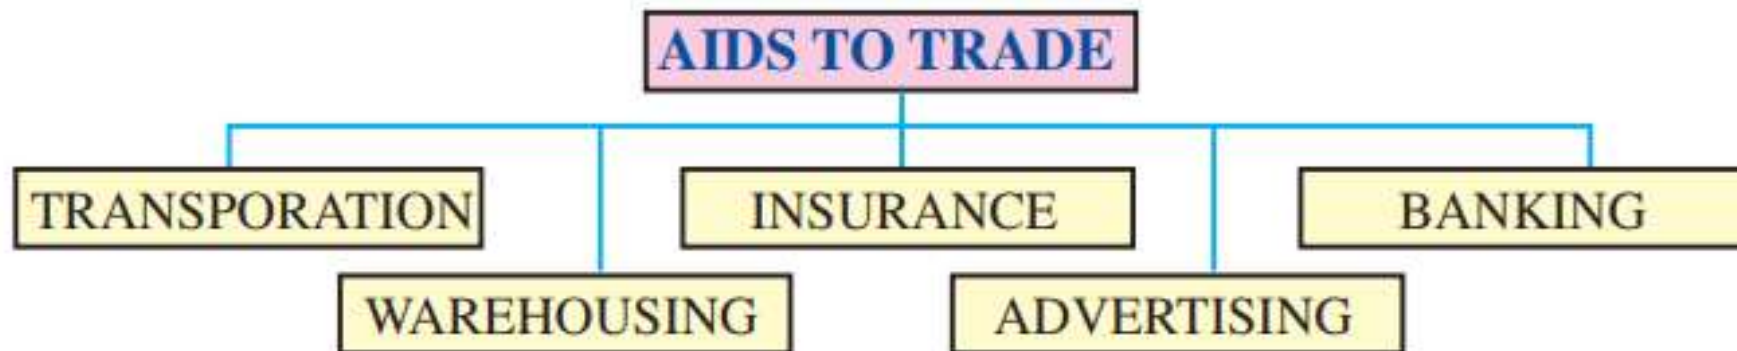 AIDS TO TRADE
TRANSPORATION
INSURANCE
BANKING
WAREHOUSING
ADVERTISING